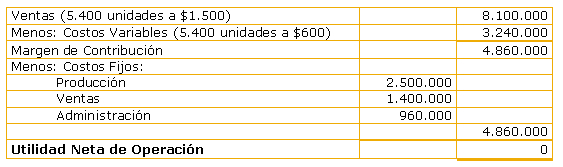 Ventas (5.400 unidades a $1.500) 8.100.000
Menos: Costos Variables (5.400 unidades a $600) 3.240.000
Margen de Contribución 4.860.000
Menos: Costos Fijos:
Producción 2.500.000
Ventas 1.400.000
Administración 960.000
4.860.000
Utilidad Neta de Operación 0